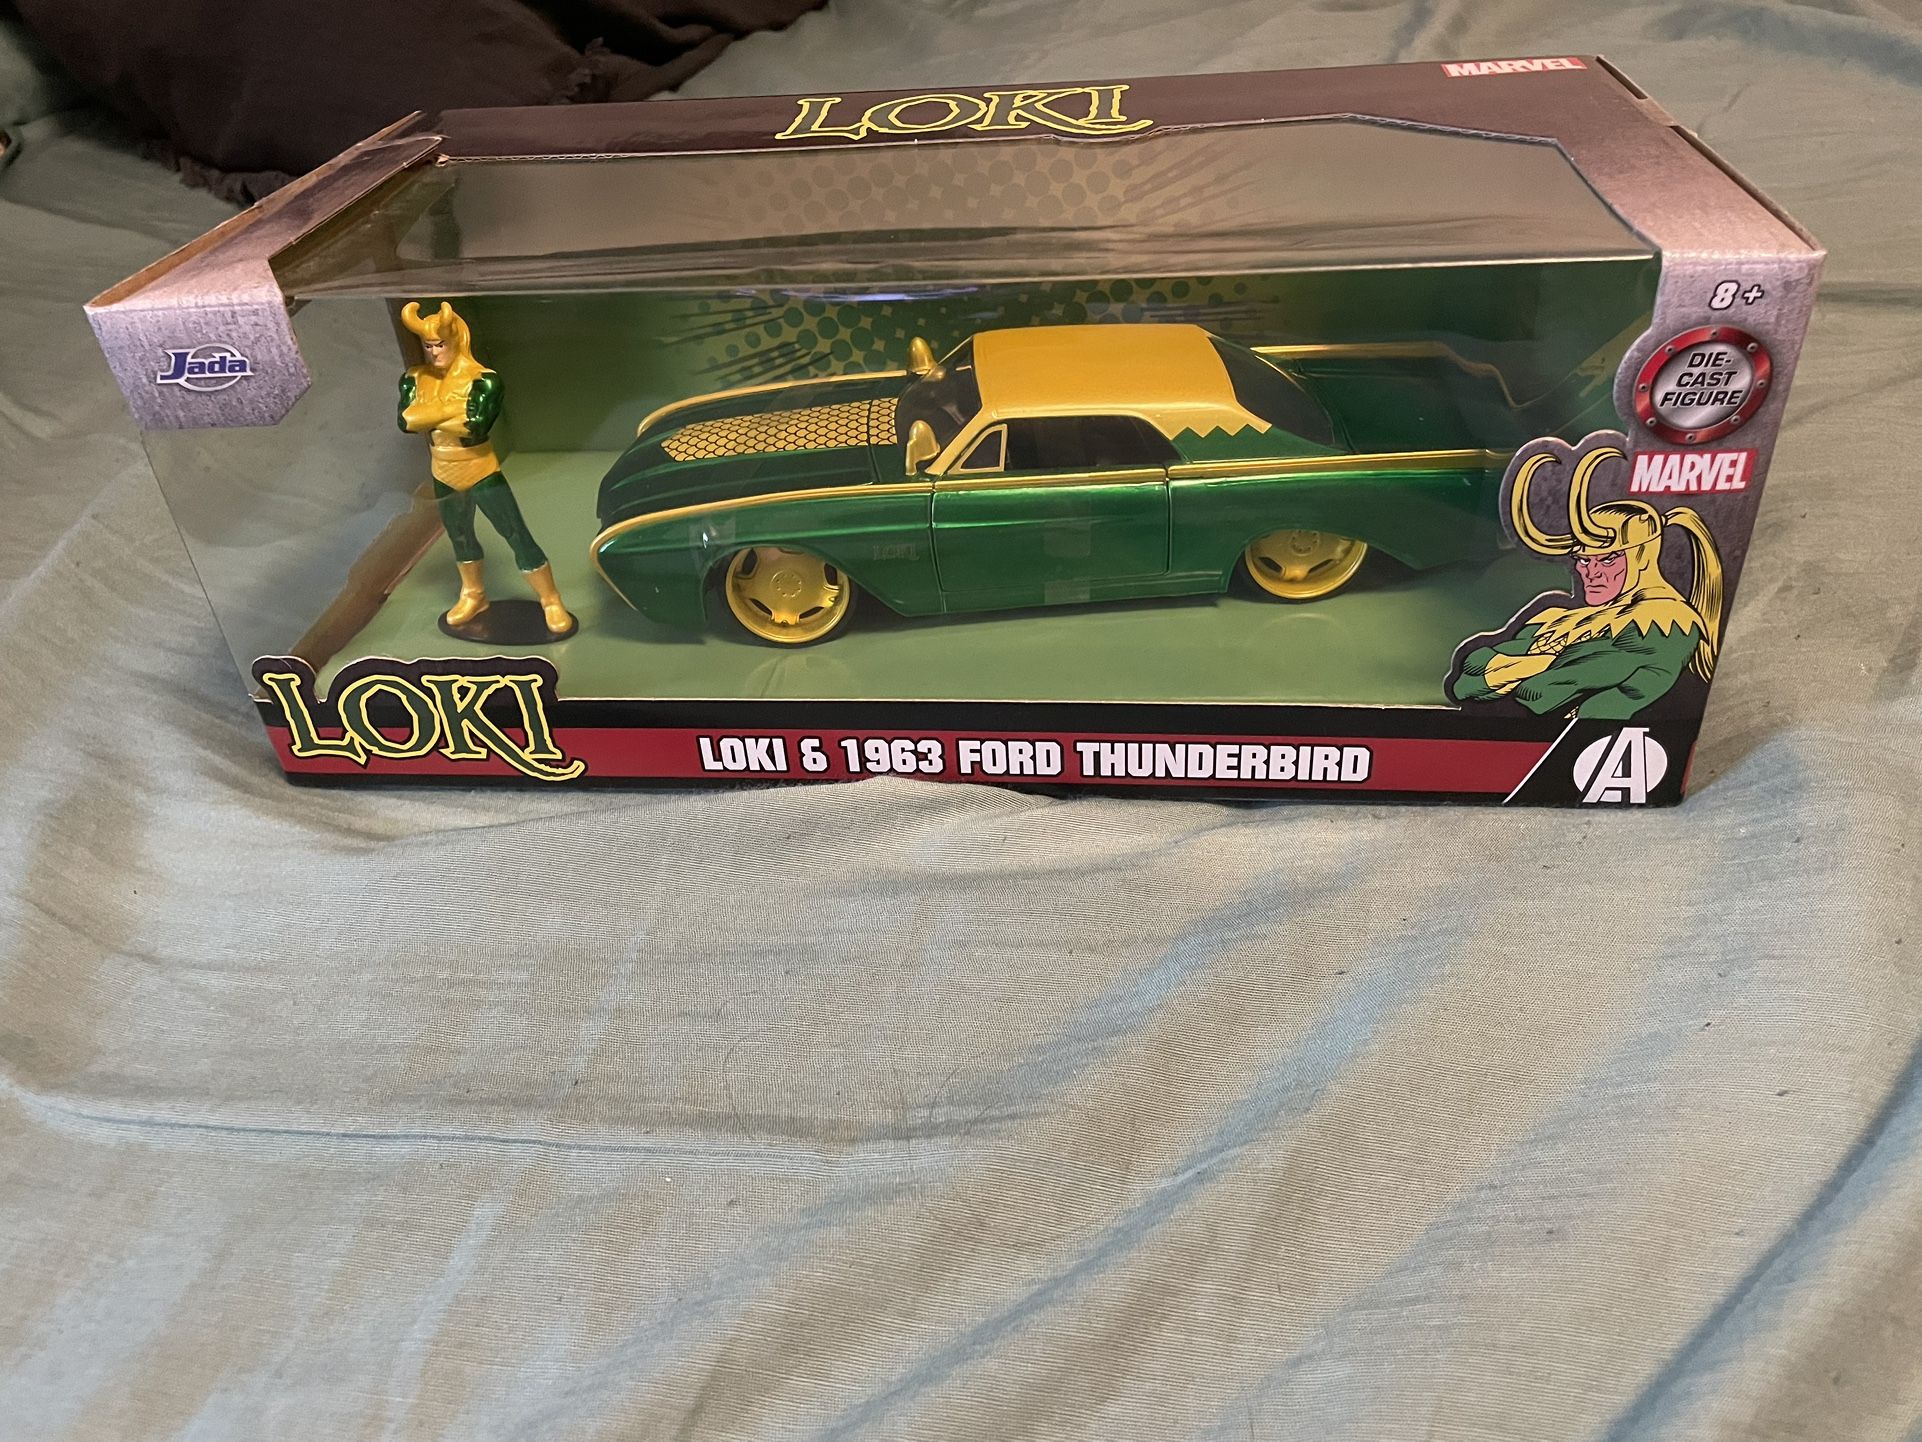 LOKI
MARVEL
Jada
8+
DIE-
CAST
FIGURE
MARVEL
LOKI
LOKI
LOKI & 1963 FORD THUNDERBIRD
A